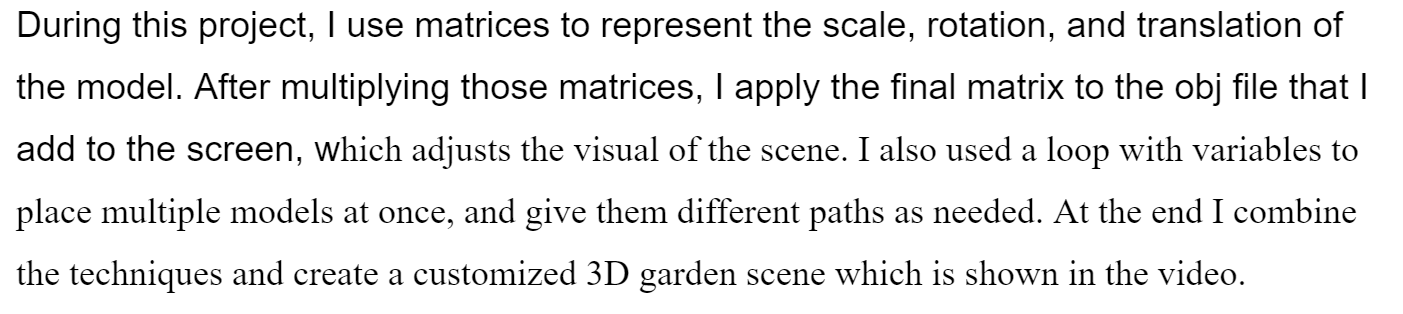 During this project, I use matrices to represent the scale, rotation, and translation of
the model. After multiplying those matrices, I apply the final matrix to the obj file that I
add to the screen, which adjusts the visual of the scene. I also used a loop with variables to
place multiple models at once, and give them different paths as needed. At the end I combine
the techniques and create a customized 3D garden scene which is shown in the video.